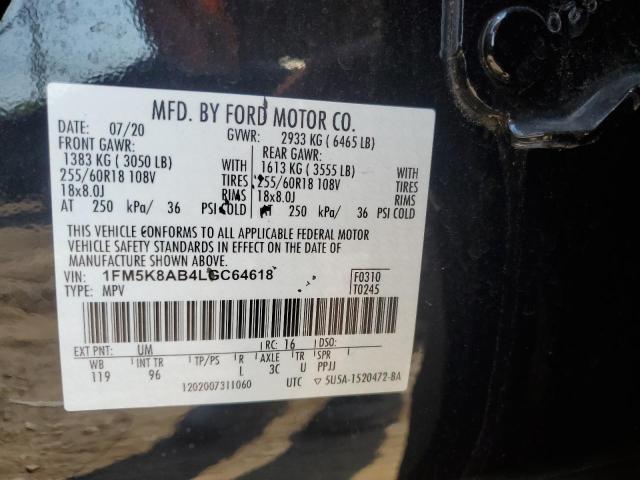 MFD. BY FORD MOTOR CO.
DATE: 07/20 GVWR: 2933 KG ( 6465 LB)
FRONT GAWR: REAR GAWR:
1383 KG ( 3050 LB) WITH 1613 KG ( 3555 LB) WITH
255/60R18 108V TIRES 255/60R18 108V TIRES
18x8.0J RIMS 18x8.0J RIMS
AT 250 kPa/ 36 PSI COLD AT 250 kPa/ 36 PSI COLD
THIS VEHICLE CONFORMS TO ALL APPLICABLE FEDERAL MOTOR
VEHICLE SAFETY STANDARDS IN EFFECT ON THE DATE OF
MANUFACTURE SHOWN ABOVE.
VIN: 1FM5K8AB4LGC64618 F0310
TYPE: MPV T0245
EXT PNT: UM RC: 16 DSO:
WB INT TR TP/PS R AXLE TR SPR
119 96 L 3C U PPJJ
1202007311060 UTC 5U5A-1520472-BA